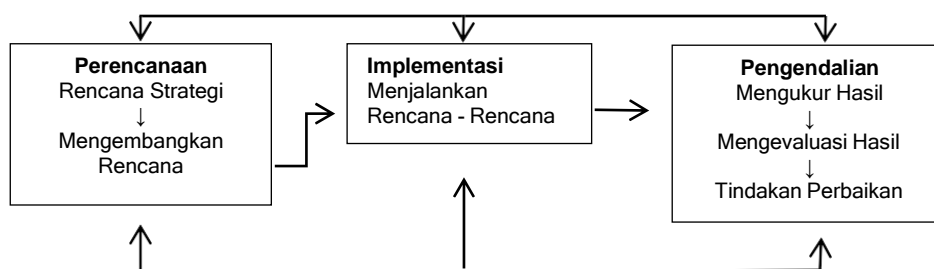 Perencanaan
Rencana Strategi
↓
Mengembangkan
Rencana
Implementasi
Menjalankan
Rencana - Rencana
Pengendalian
Mengukur Hasil
↓
Mengevaluasi Hasil
↓
Tindakan Perbaikan